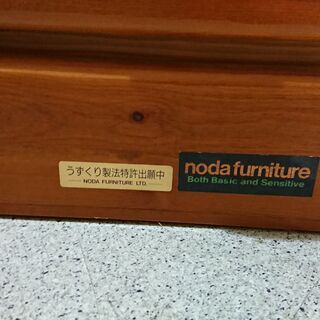 うずくり製法特許出願中
NODA FURNITURE LTD.
noda furniture
Both Basic and Sensitive